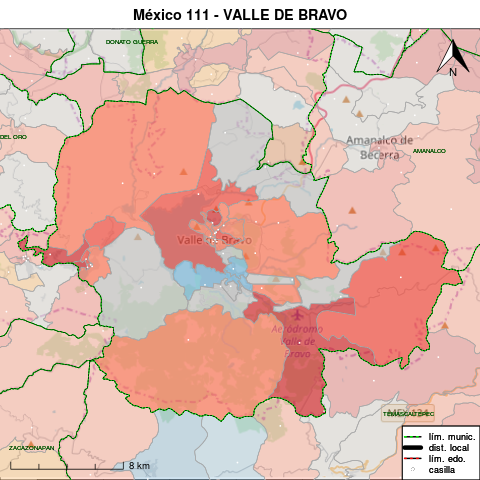 México 111 - VALLE DE BRAVO
DONATO GUERRA
N
DEL ORO
Amanalco de
Becerra
AMANALCO
Valle de Bravo
Aeródromo
Valle de
Bravo
TEMASCALTEPEC
ZACAZONAPAN
8 km
lím. munic.
dist. local
lím. edo.
casilla